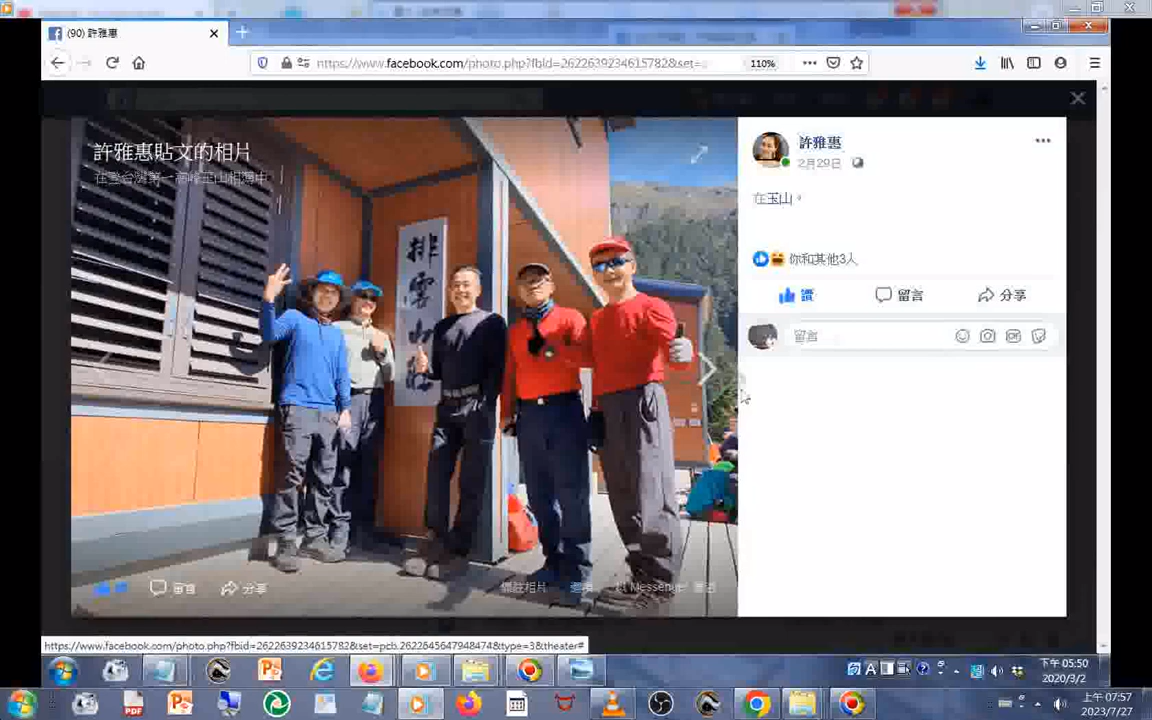 (90) 許雅惠
https://www.facebook.com/photo.php?fbid=2622639234615782&set=
110%
許雅惠貼文的相片
許雅惠
2月29日
在玉山。
你和其他3人
讚
留言
分享
留言
GIF
排雲山莊
留言
分享
https://www.facebook.com/photo.php?fbid=2622639234615782&set=pcb.2622645647948474&type=3&theater#
下午 05:50
2020/3/2
PDF
上午 07:57
2023/7/27